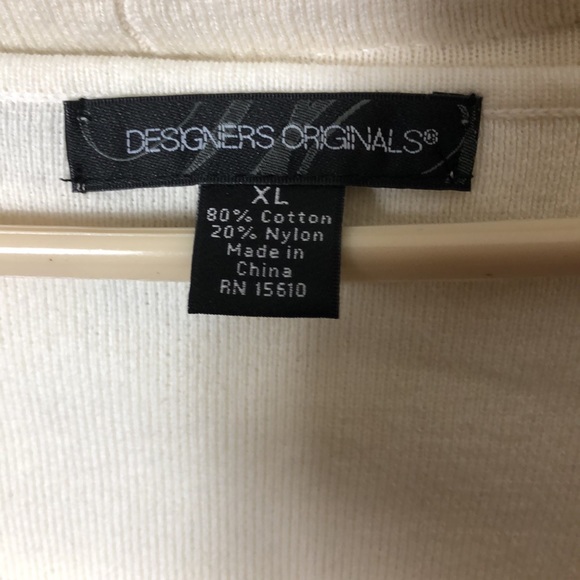 DESIGNERS ORIGINALS®
XL
80% Cotton
20% Nylon
Made in
China
RN 15610